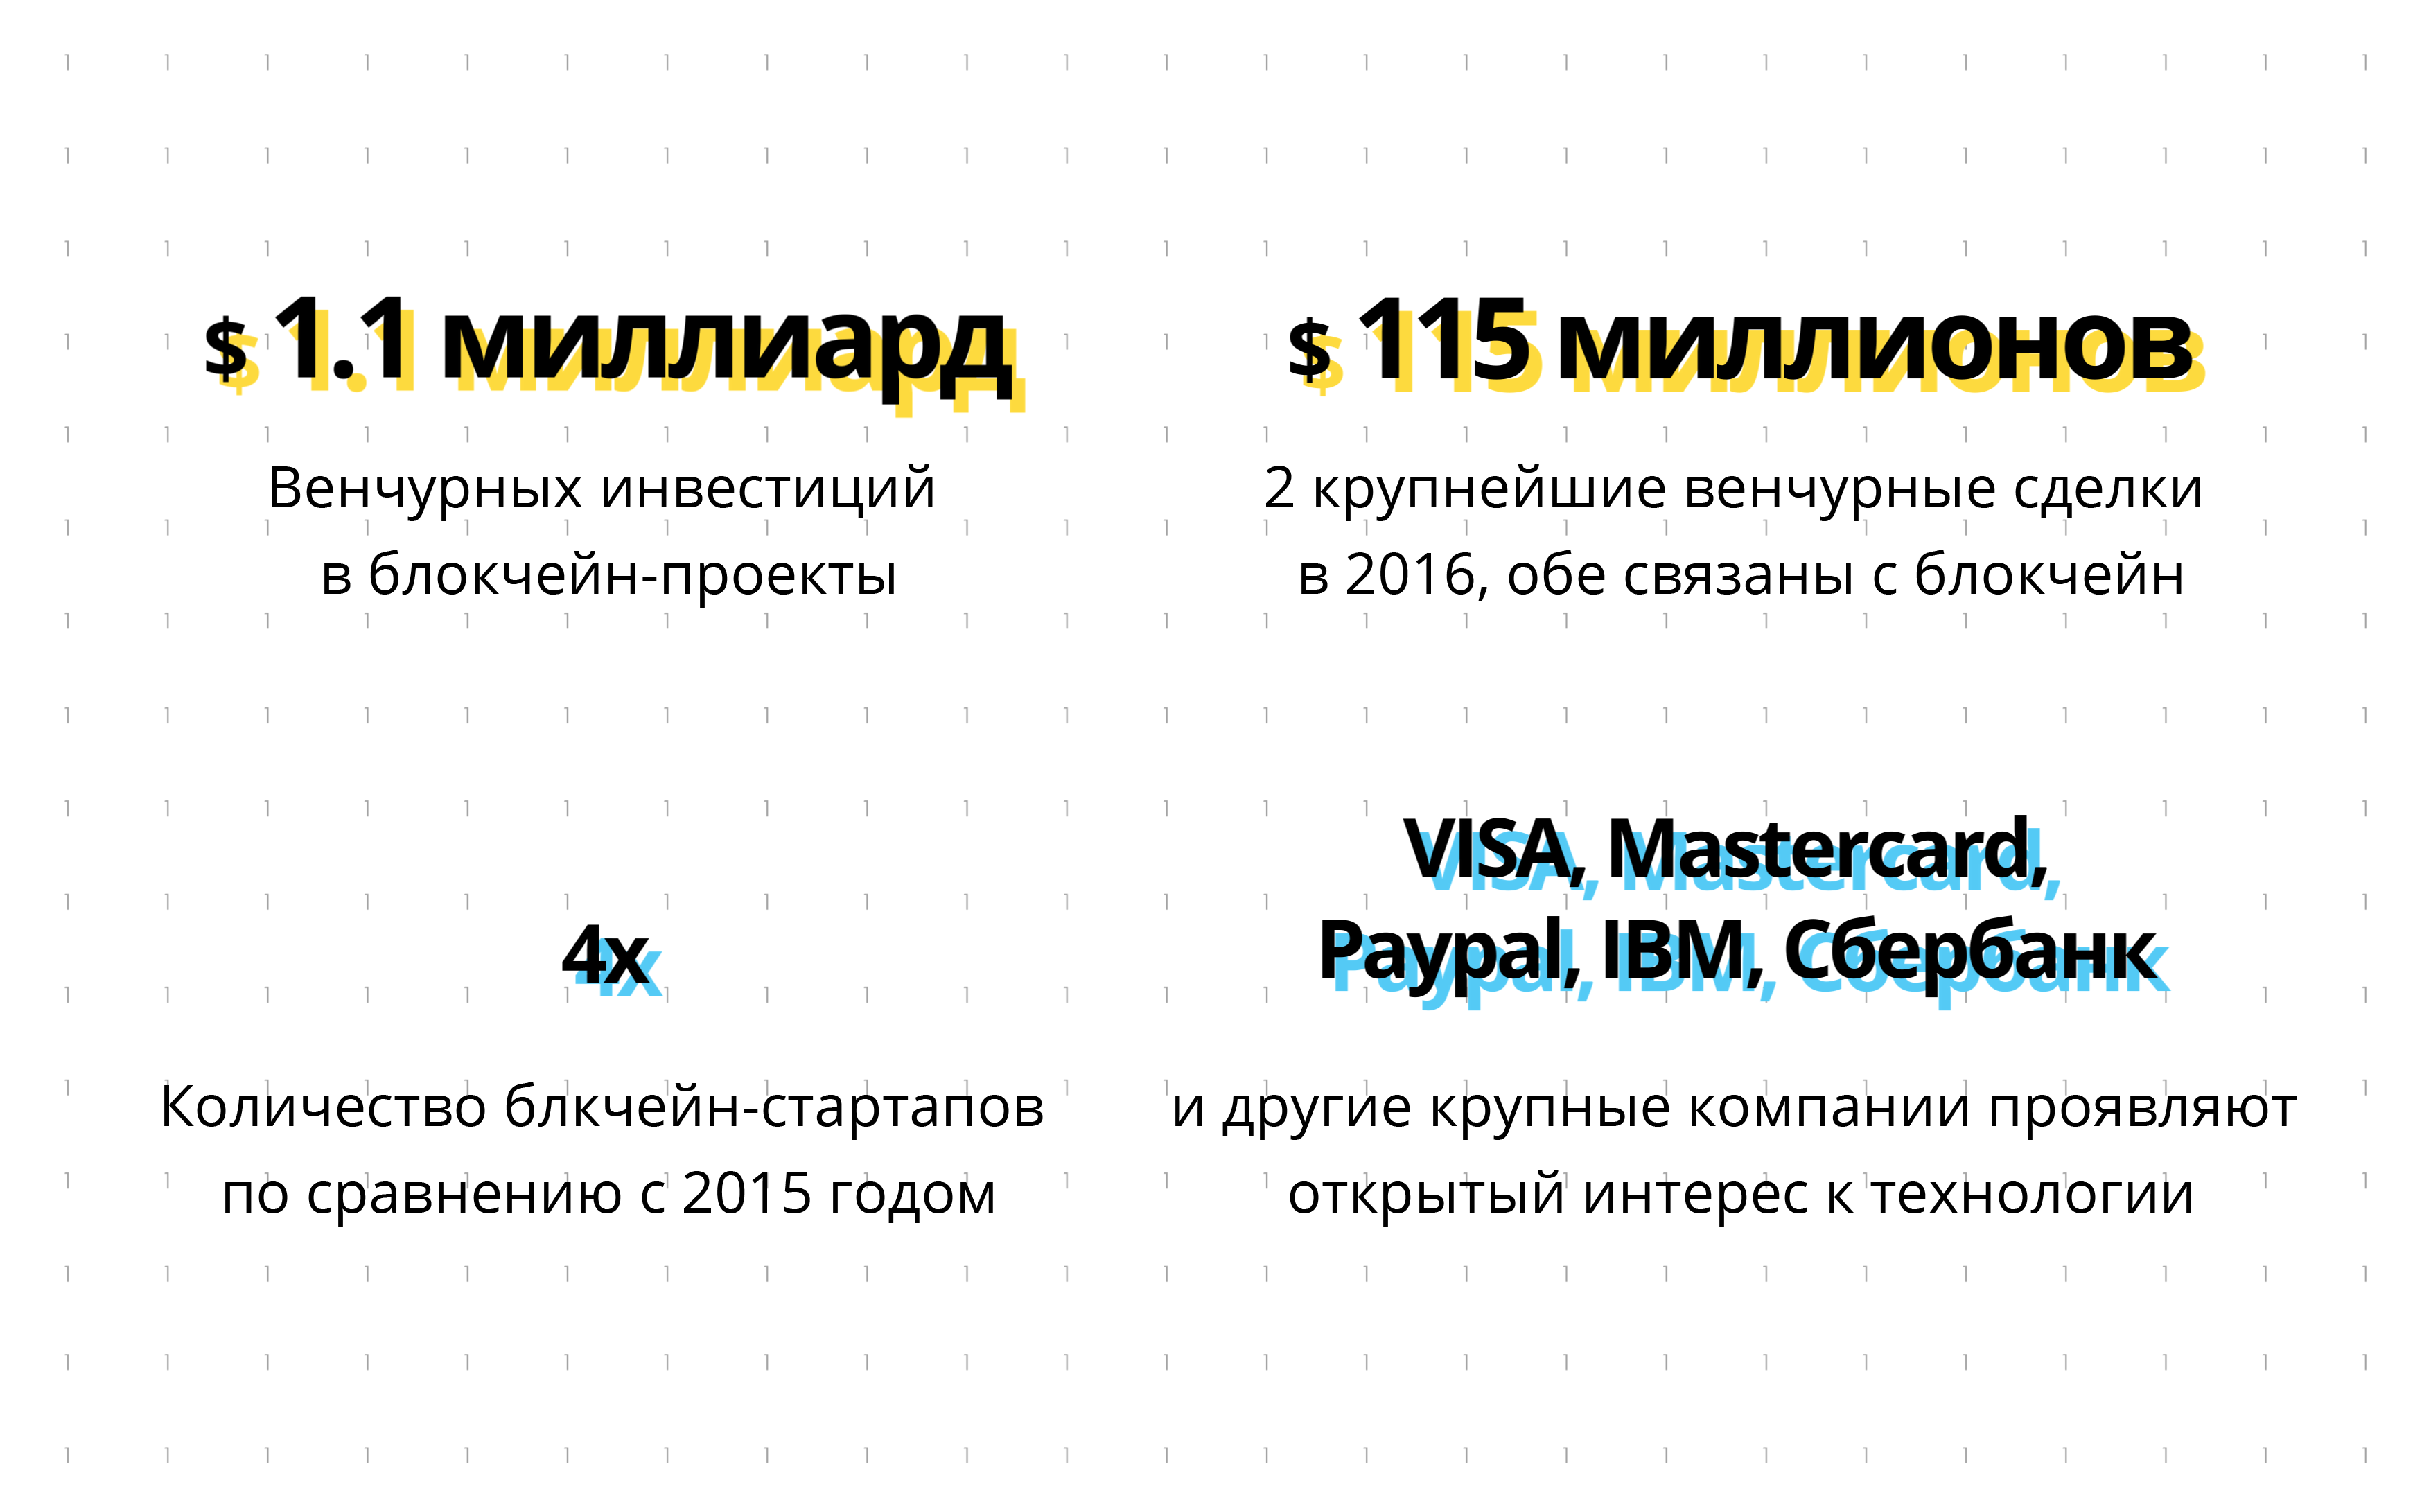 $ 1.1 миллиард
Венчурных инвестиций
в блокчейн-проекты
$ 115 миллионов
2 крупнейшие венчурные сделки
в 2016, обе связаны с блокчейн
4x
Количество блкчейн-стартапов
по сравнению с 2015 годом
VISA, Mastercard,
Paypal, IBM, Сбербанк
и другие крупные компании проявляют
открытый интерес к технологии